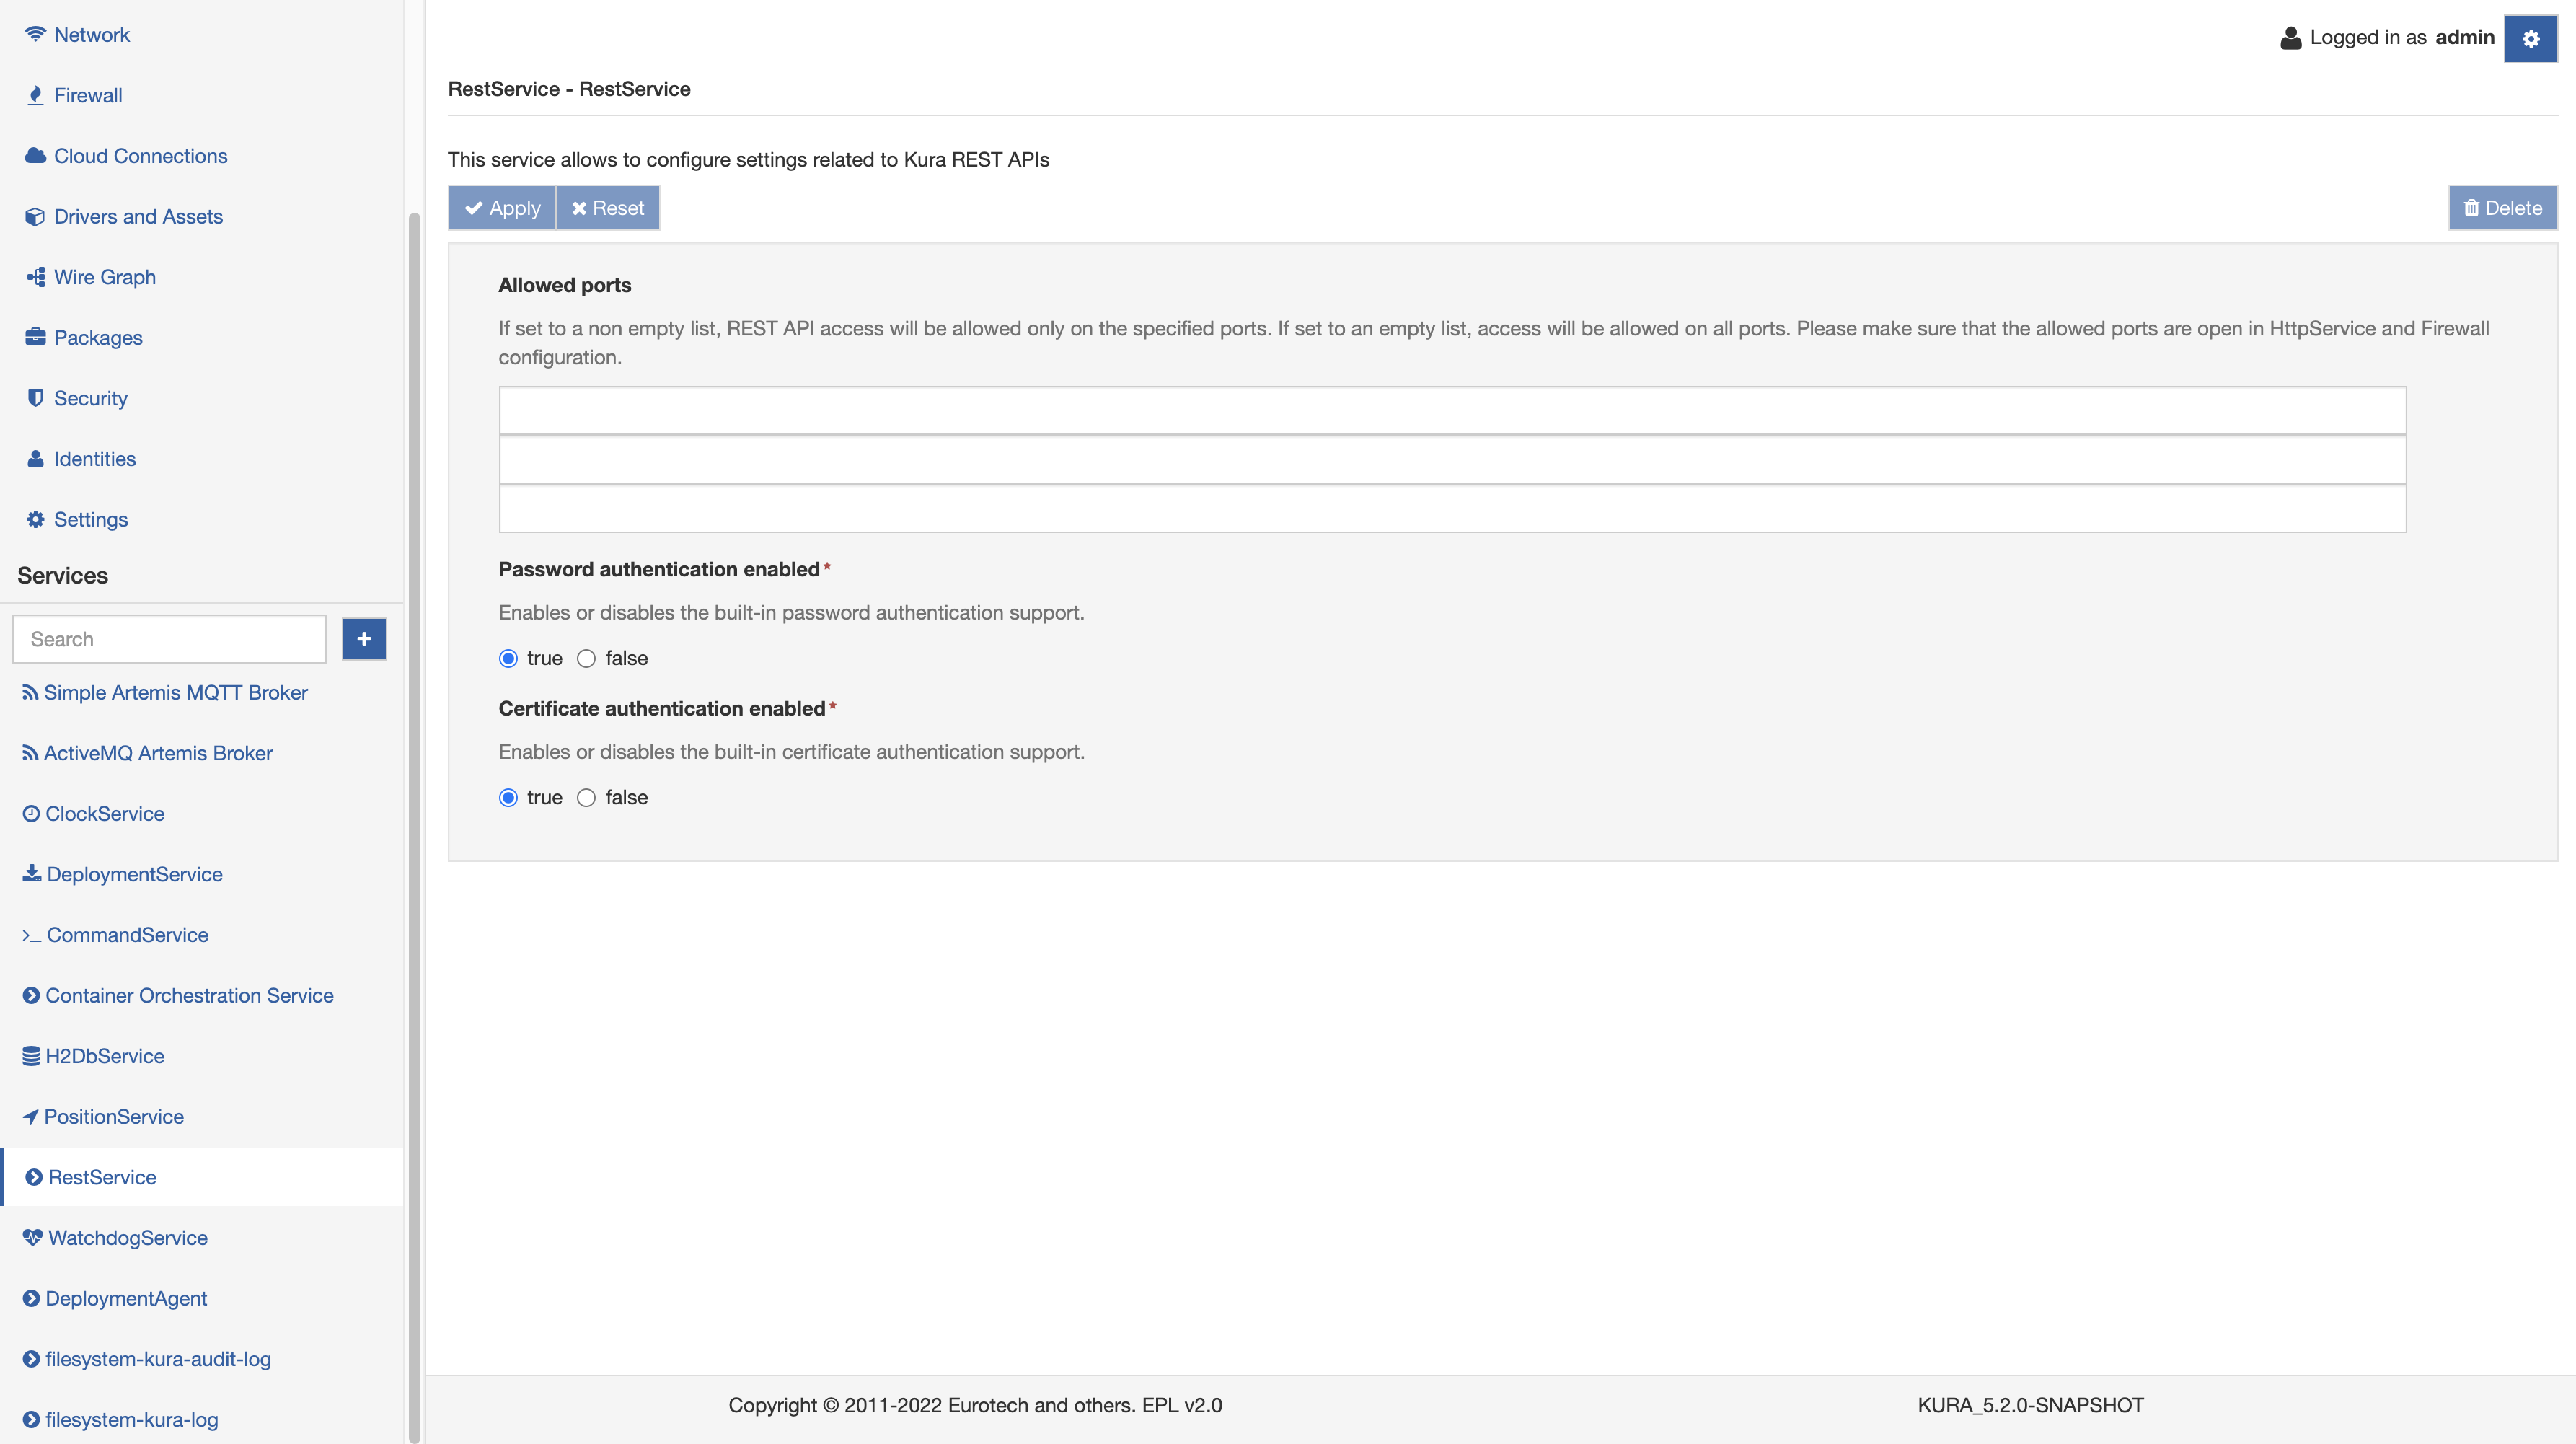 Network
Firewall
Cloud Connections
Drivers and Assets
Wire Graph
Packages
Security
Identities
Settings
Services
Search
Simple Artemis MQTT Broker
ActiveMQ Artemis Broker
ClockService
DeploymentService
CommandService
Container Orchestration Service
H2DbService
PositionService
RestService
WatchdogService
DeploymentAgent
filesystem-kura-audit-log
filesystem-kura-log
Logged in as admin
RestService - RestService
This service allows to configure settings related to Kura REST APIs
Apply Reset Delete
Allowed ports
If set to a non empty list, REST API access will be allowed only on the specified ports. If set to an empty list, access will be allowed on all ports. Please make sure that the allowed ports are open in HttpService and Firewall
configuration.
Password authentication enabled*
Enables or disables the built-in password authentication support.
true false
Certificate authentication enabled*
Enables or disables the built-in certificate authentication support.
true false
Copyright © 2011-2022 Eurotech and others. EPL v2.0
KURA_5.2.0-SNAPSHOT